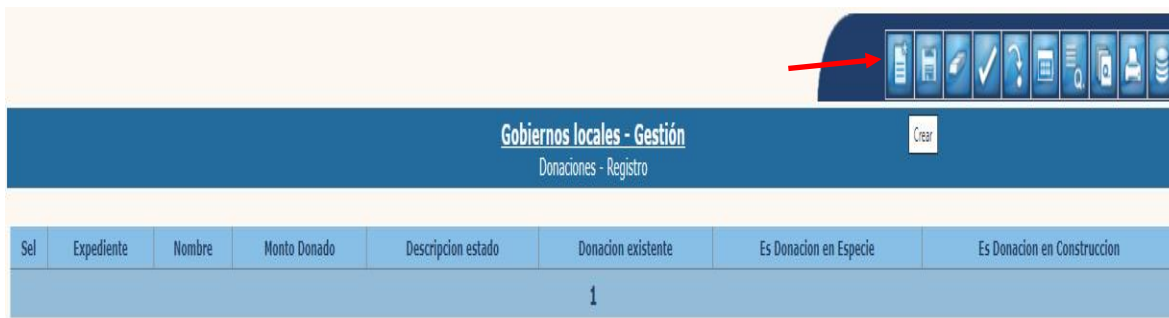 Gobiernos locales - Gestión
Crear
Donaciones - Registro
Sel Expediente Nombre Monto Donado Descripcion estado Donacion existente Es Donacion en Especie Es Donacion en Construccion
1